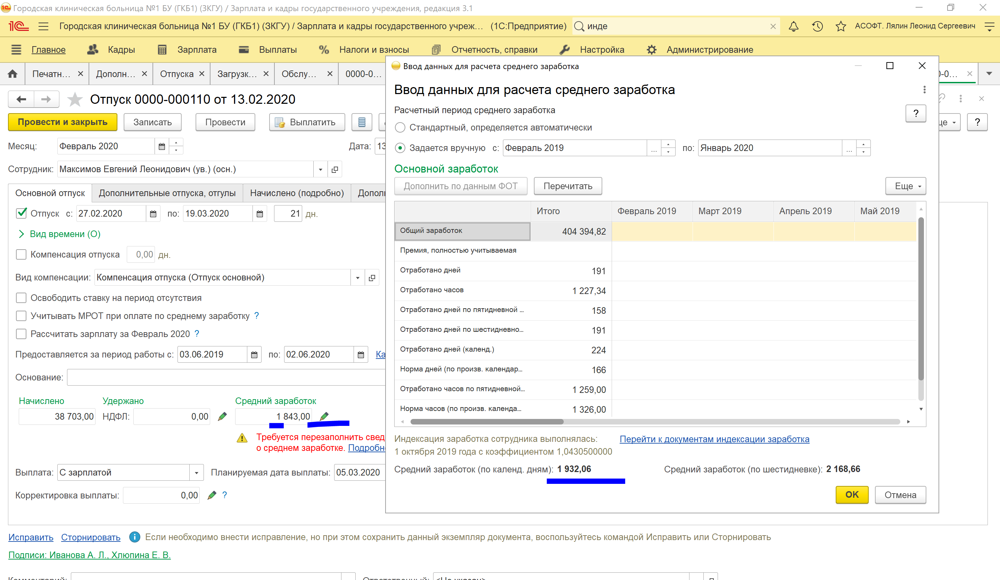 Городская клиническая больница №1 БУ (ГКБ1) (ЗКГУ) / Зарплата и кадры государственного учреждения, редакция 3.1
1С Городская клиническая больница №1 БУ (ГКБ1) (ЗКГУ) / Зарплата и кадры государственного учреж... (1С:Предприятие) инде АСОФТ. Лялин Леонид Сергеевич
Главное Кадры Зарплата Выплаты Налоги и взносы Отчетность, справки Настройка Администрирование
Печатн... Дополн... Отпуска Загрузк... Обслу... 0000-0...
Отпуск 0000-000110 от 13.02.2020
Провести и закрыть Записать Провести Выплатить ?
Месяц: Февраль 2020 Дата: 13
Сотрудник: Максимов Евгений Леонидович (ув.) (осн.)
Основной отпуск Дополнительные отпуска, отгулы Начислено (подробно)
Отпуск с: 27.02.2020 по: 19.03.2020 21 дн.
Вид времени (О)
Компенсация отпуска 0,00 дн.
Вид компенсации: Компенсация отпуска (Отпуск основной)
Освободить ставку на период отсутствия
Учитывать МРОТ при оплате по среднему заработку ?
Рассчитать зарплату за Февраль 2020 ?
Предоставляется за период работы с: 03.06.2019 по: 02.06.2020 Ка
Основание:
Начислено Удержано Средний заработок
38 703,00 НДФЛ: 0,00 1 843,00
Требуется перезаполнить свед
о среднем заработке. Подробн
Выплата: С зарплатой Планируемая дата выплаты: 05.03.2020
Корректировка выплаты: 0,00 ?
Исправить Сторнировать Если необходимо внести исправление, но при этом сохранить данный экземпляр документа, воспользуйтесь командой Исправить или Сторнировать
Подписи: Иванова А. Л., Хлюпина Е. В.
Комментарий: Ответственный: <Не указан>
Ввод данных для расчета среднего заработка
Ввод данных для расчета среднего заработка
Расчетный период среднего заработка
?
Стандартный, определяется автоматически
Задается вручную с: Февраль 2019 ... по: Январь 2020 ...
Основной заработок
Дополнить по данным ФОТ Перечитать Еще
Итого Февраль 2019 Март 2019 Апрель 2019 Май 2019
Общий заработок 404 394,82
Премия, полностью учитываемая
Отработано дней 191
Отработано часов 1 227,34
Отработано дней по пятидневной ... 158
Отработано дней по шестидневно... 191
Отработано дней (календ.) 224
Норма дней (по произв. календар... 166
Отработано часов по пятидневной... 1 259,00
Норма часов (по произв. календа... 1 326,00
Индексация заработка сотрудника выполнялась: Перейти к документам индексации заработка
1 октября 2019 года с коэффициентом 1,0430500000
Средний заработок (по календ. дням): 1 932,06 Средний заработок (по шестидневке): 2 168,66
ОК Отмена